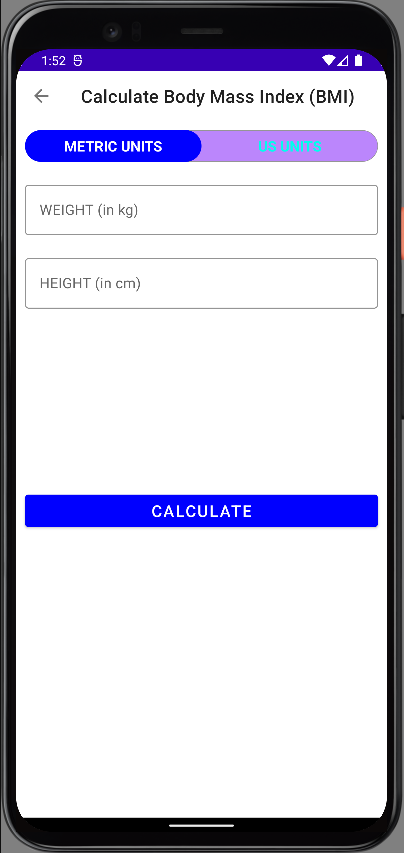 1:52
Calculate Body Mass Index (BMI)
METRIC UNITS US UNITS
WEIGHT (in kg)
HEIGHT (in cm)
CALCULATE